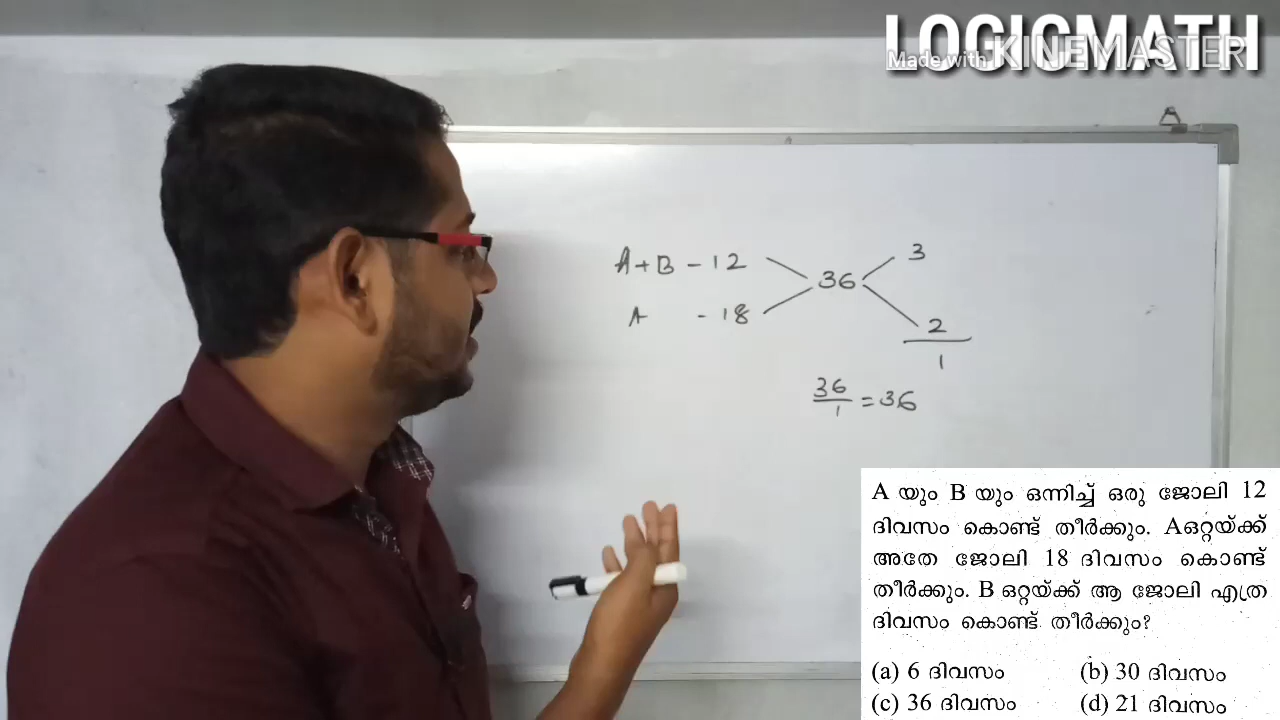 LOGICMATH
Made with KINEMASTER
A
A+B - 12
36
3
A - 18
2
1
36/1 = 36
A യും B യും ഒന്നിച്ച് ഒരു ജോലി 12
ദിവസം കൊണ്ട് തീർക്കും. A ഒറ്റയ്ക്ക്
അതേ ജോലി 18 ദിവസം കൊണ്ട്
തീർക്കും. B ഒറ്റയ്ക്ക് ആ ജോലി എത്ര
ദിവസം കൊണ്ട് തീർക്കും?
(a) 6 ദിവസം (b) 30 ദിവസം
(c) 36 ദിവസം (d) 21 ദിവസം